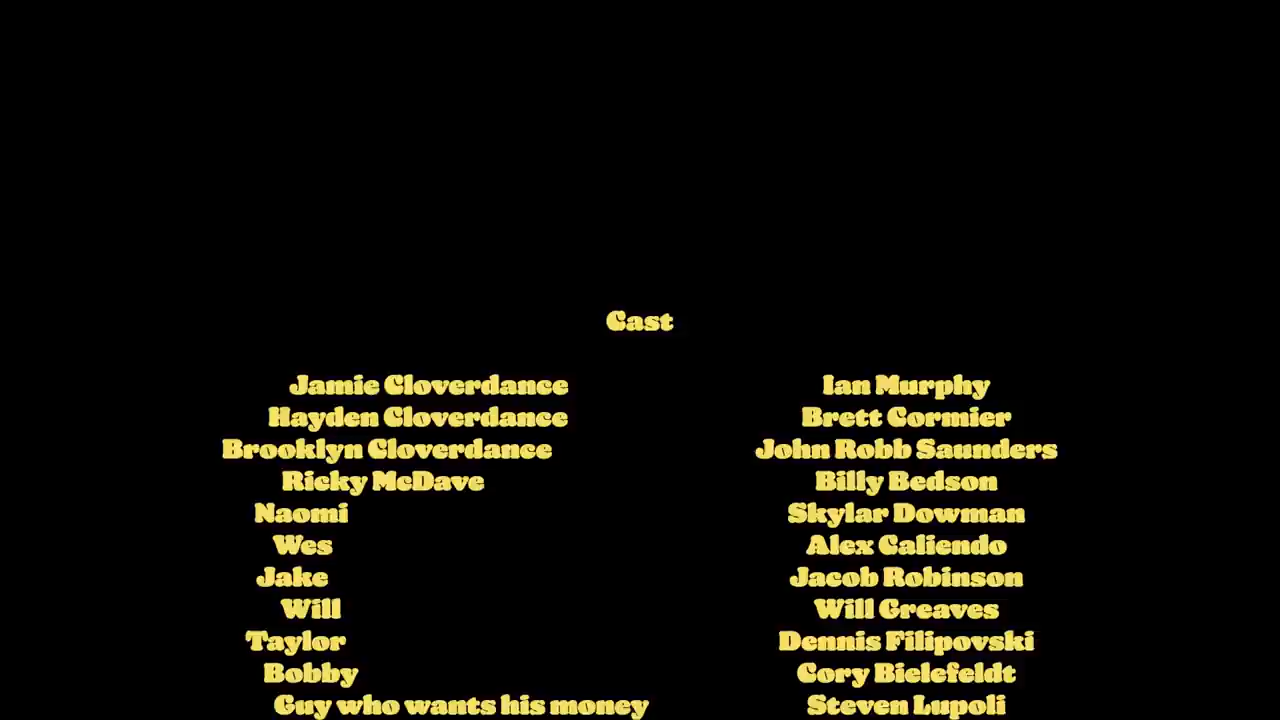 Cast
Jamie Cloverdance Ian Murphy
Hayden Cloverdance Brett Cormier
Brooklyn Cloverdance John Robb Saunders
Ricky McDave Billy Bedson
Naomi Skylar Dowman
Wes Alex Caliendo
Jake Jacob Robinson
Will Will Greaves
Taylor Dennis Filipovski
Bobby Cory Bielefeldt
Guy who wants his money Steven Lupoli